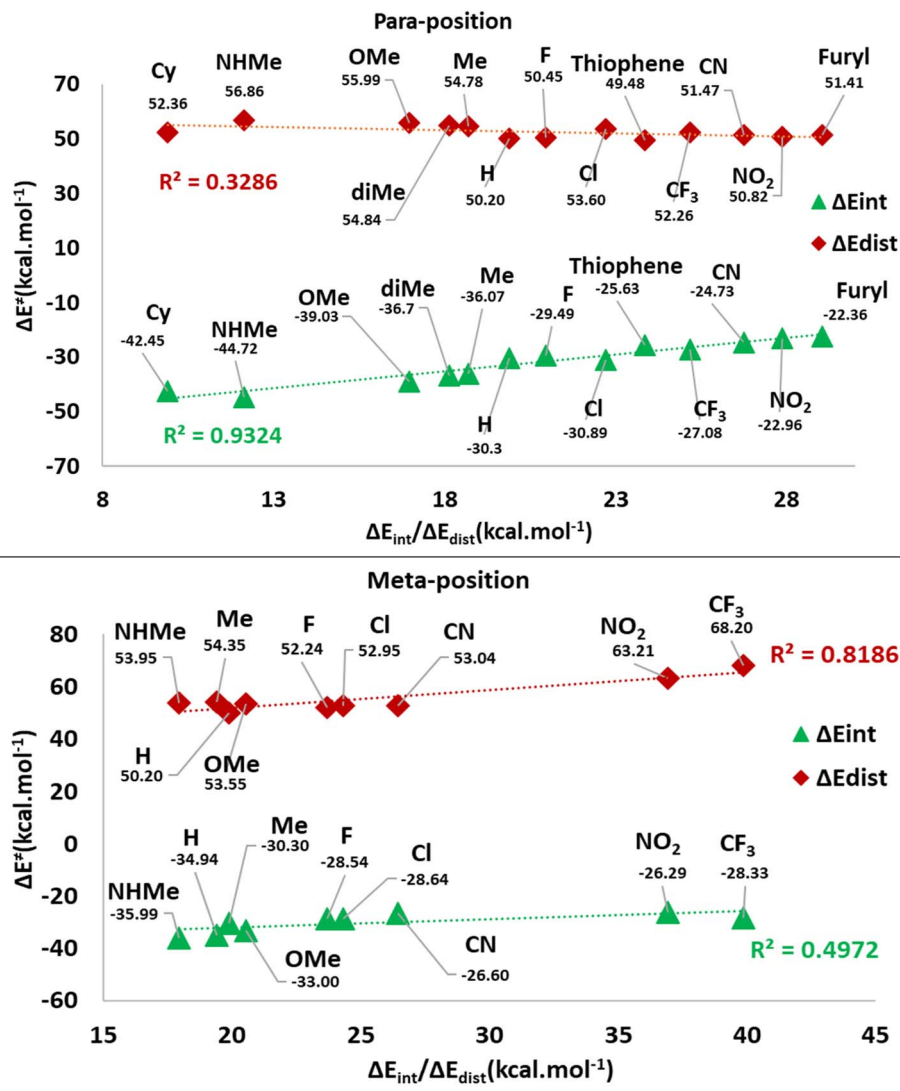 Para-position
ΔE≠(kcal.mol-1)
70
50
30
10
-10
-30
-50
-70
Cy
52.36
NHMe
56.86
OMe
55.99
Me
54.78
F
50.45
Thiophene
49.48
CN
51.47
Furyl
51.41
diMe
54.84
H
50.20
Cl
53.60
CF3
52.26
NO2
50.82
R² = 0.3286
ΔEint
ΔEdist
Cy
-42.45
NHMe
-44.72
OMe
-39.03
diMe
-36.7
Me
-36.07
F
-29.49
Thiophene
-25.63
CN
-24.73
Furyl
-22.36
H
-30.3
Cl
-30.89
CF3
-27.08
NO2
-22.96
R² = 0.9324
8 13 18 23 28
ΔEint/ΔEdist(kcal.mol-1)
Meta-position
ΔE≠(kcal.mol-1)
80
60
40
20
0
-20
-40
-60
NHMe
53.95
Me
54.35
F
52.24
Cl
52.95
CN
53.04
NO2
63.21
CF3
68.20
R² = 0.8186
H
50.20
OMe
53.55
ΔEint
ΔEdist
NHMe
-35.99
H
-34.94
Me
-30.30
F
-28.54
Cl
-28.64
NO2
-26.29
CF3
-28.33
OMe
-33.00
CN
-26.60
R² = 0.4972
15 20 25 30 35 40 45
ΔEint/ΔEdist(kcal.mol-1)